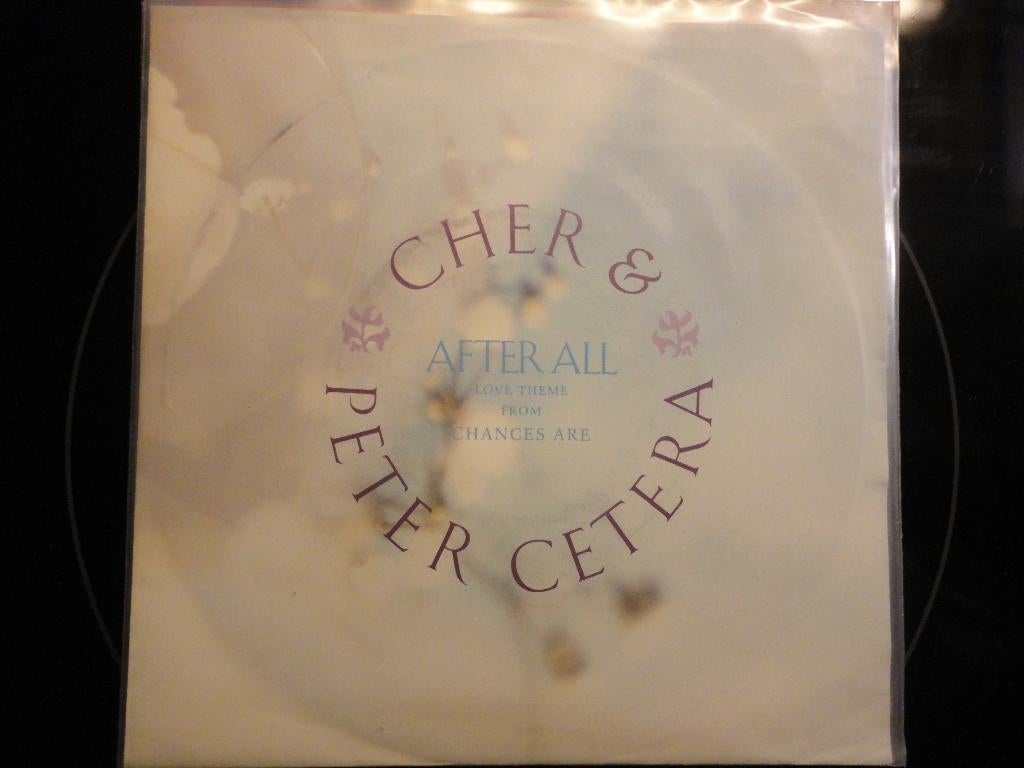 CHER &
AFTER ALL
LOVE THEME
FROM
CHANCES ARE
PETER CETERA